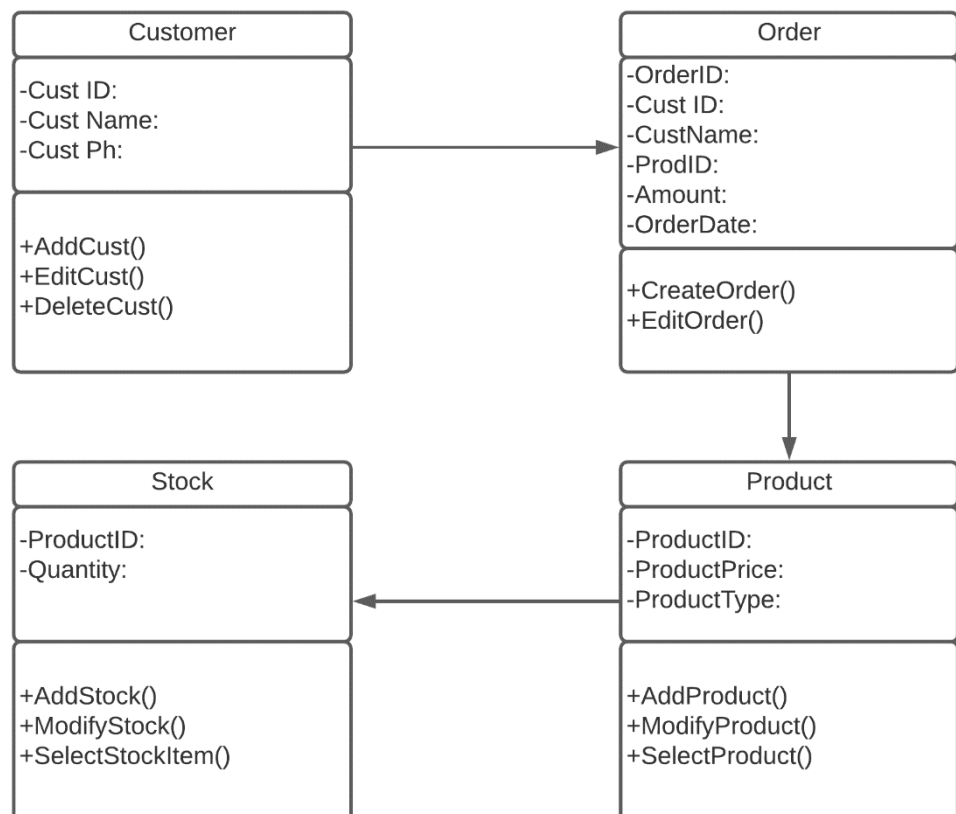 Customer
-Cust ID:
-Cust Name:
-Cust Ph:
+AddCust()
+EditCust()
+DeleteCust()
Order
-OrderID:
-Cust ID:
-CustName:
-ProdID:
-Amount:
-OrderDate:
+CreateOrder()
+EditOrder()
Stock
-ProductID:
-Quantity:
+AddStock()
+ModifyStock()
+SelectStockItem()
Product
-ProductID:
-ProductPrice:
-ProductType:
+AddProduct()
+ModifyProduct()
+SelectProduct()